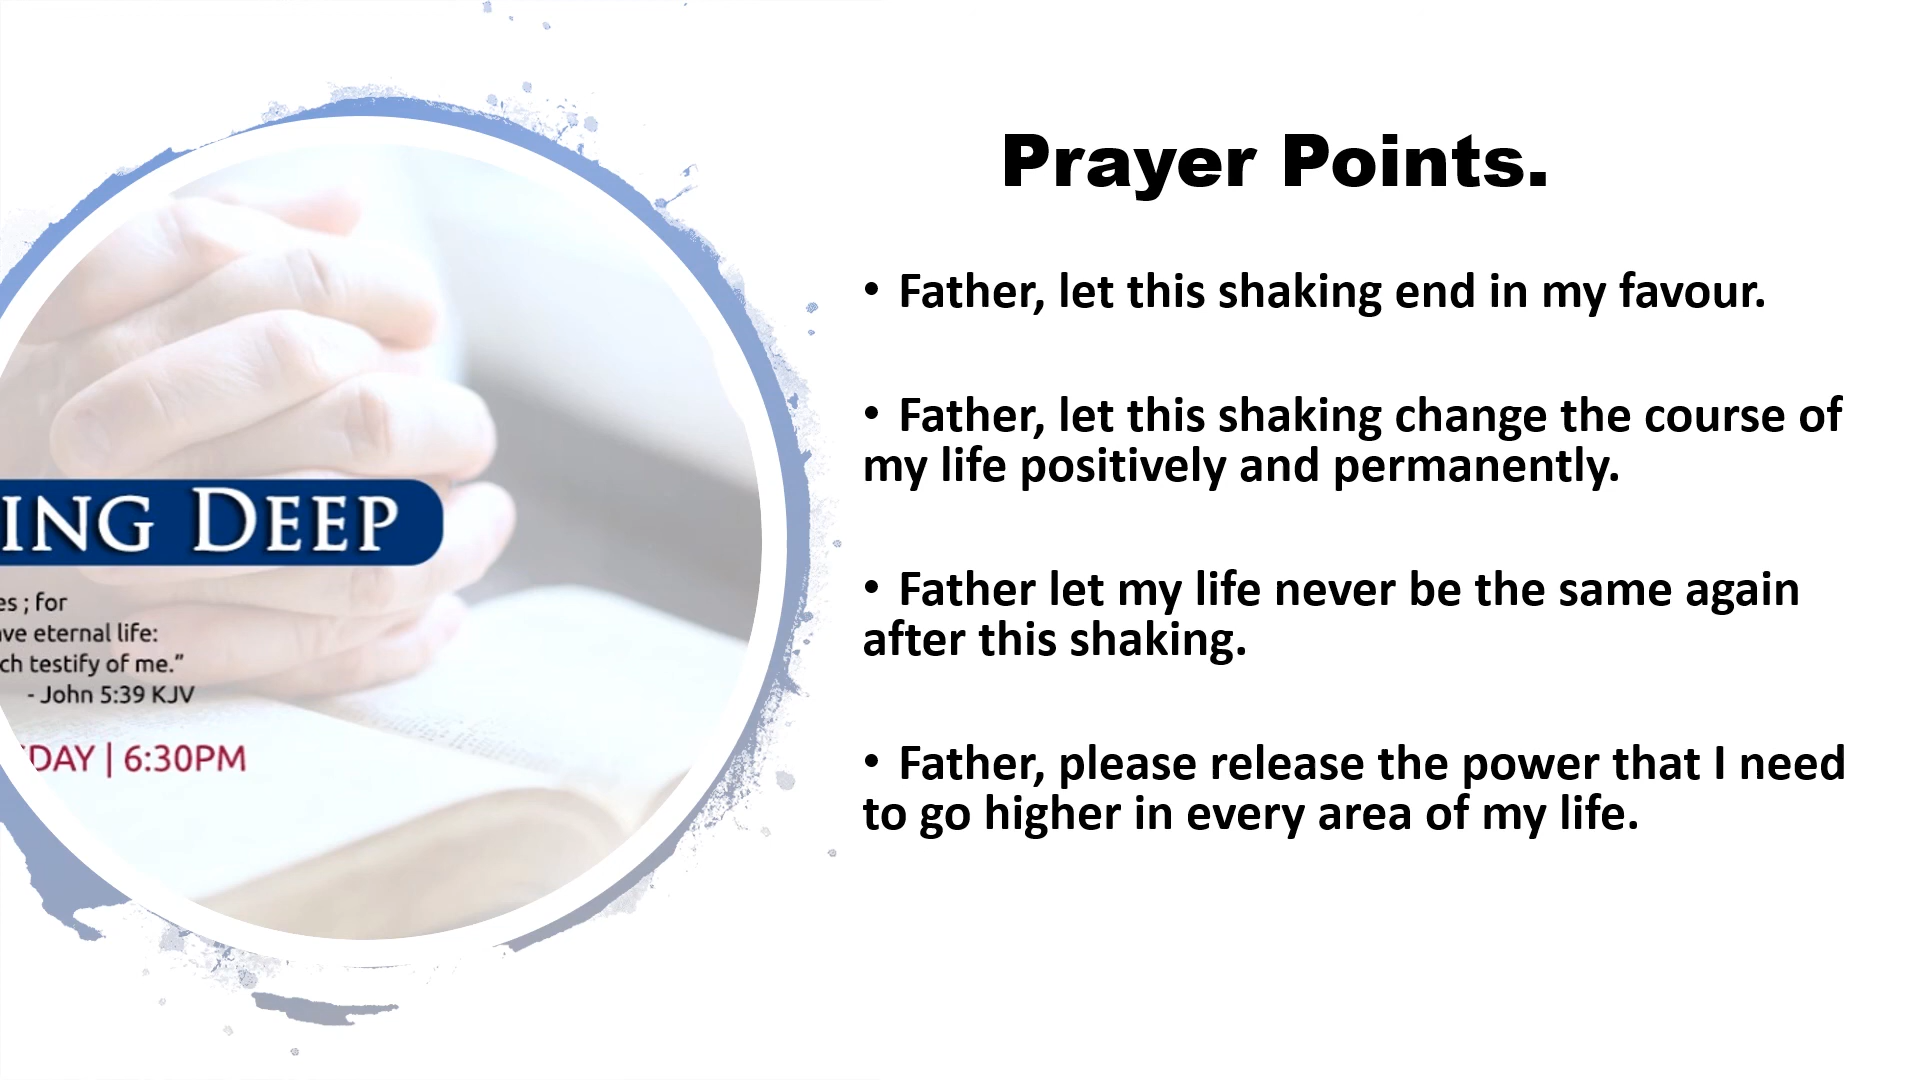 Prayer Points.
• Father, let this shaking end in my favour.
• Father, let this shaking change the course of
my life positively and permanently.
• Father let my life never be the same again
after this shaking.
• Father, please release the power that I need
to go higher in every area of my life.
ING DEEP
es ; for
ave eternal life:
ch testify of me.”
- John 5:39 KJV
DAY | 6:30PM